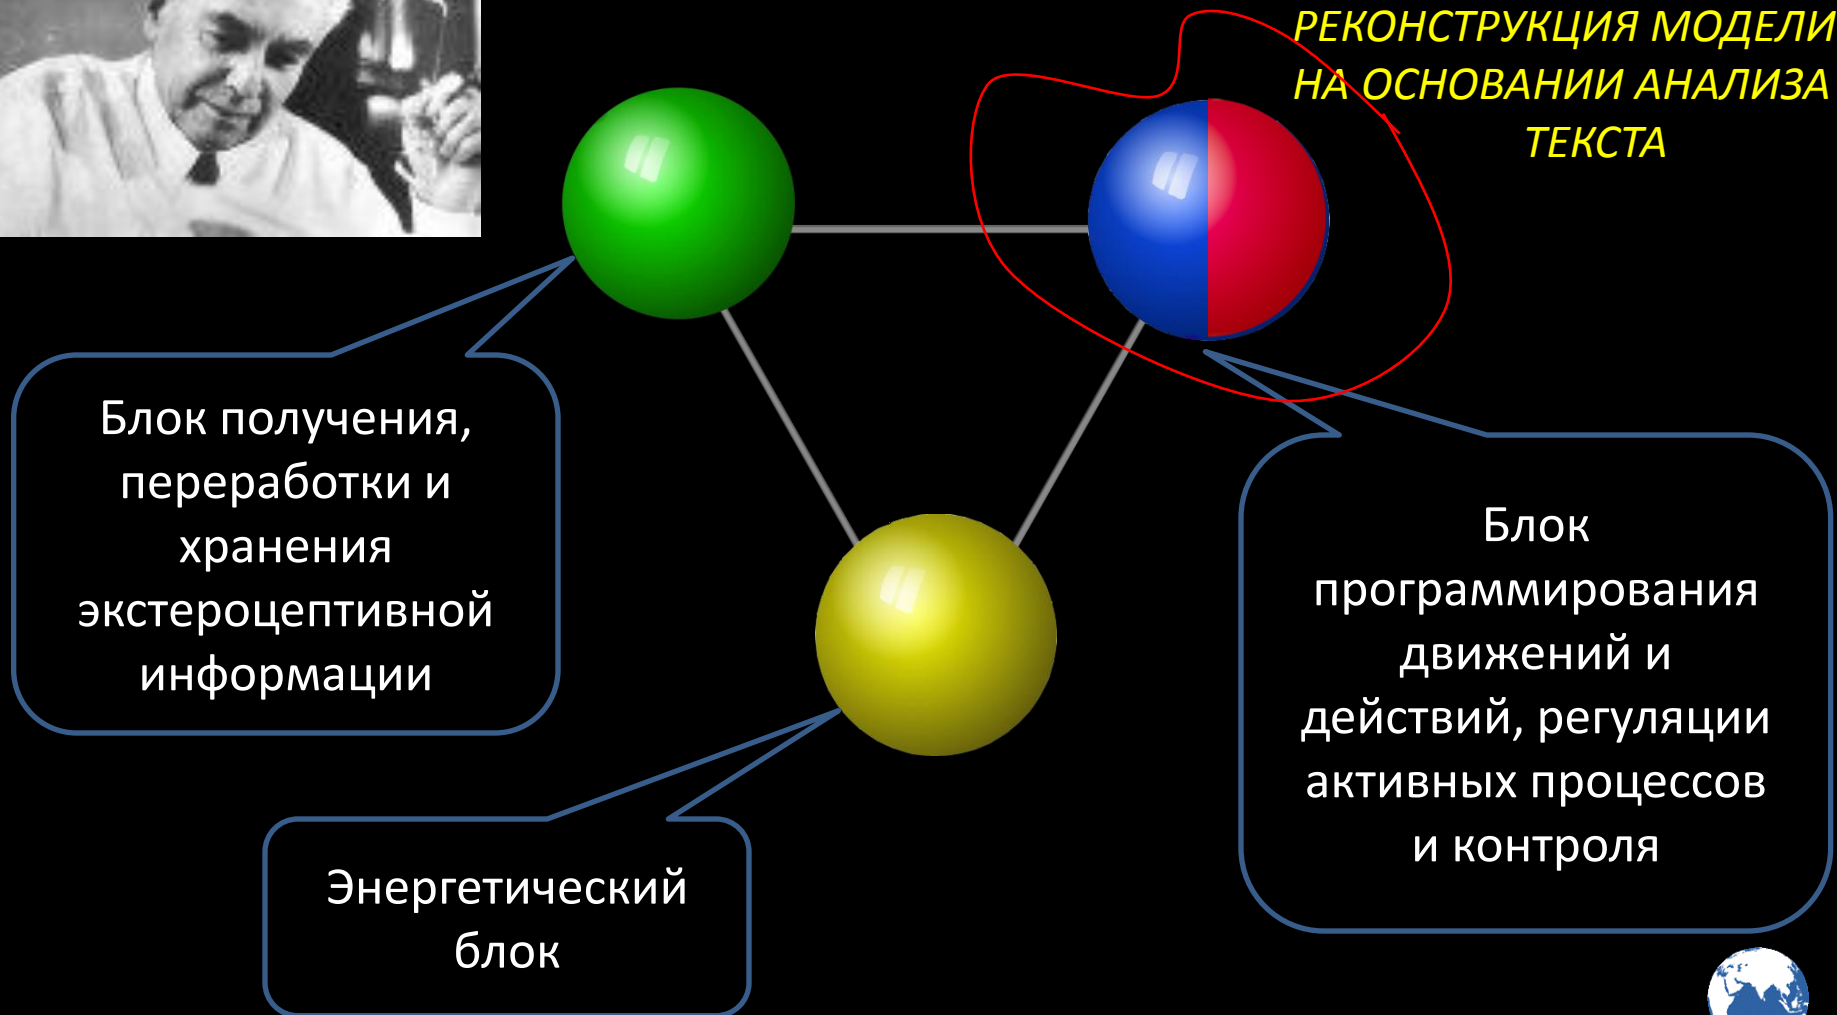 РЕКОНСТРУКЦИЯ МОДЕЛИ
НА ОСНОВАНИИ АНАЛИЗА
ТЕКСТА
Блок получения,
переработки и
хранения
экстероцептивной
информации
Блок
программирования
движений и
действий, регуляции
активных процессов
и контроля
Энергетический
блок